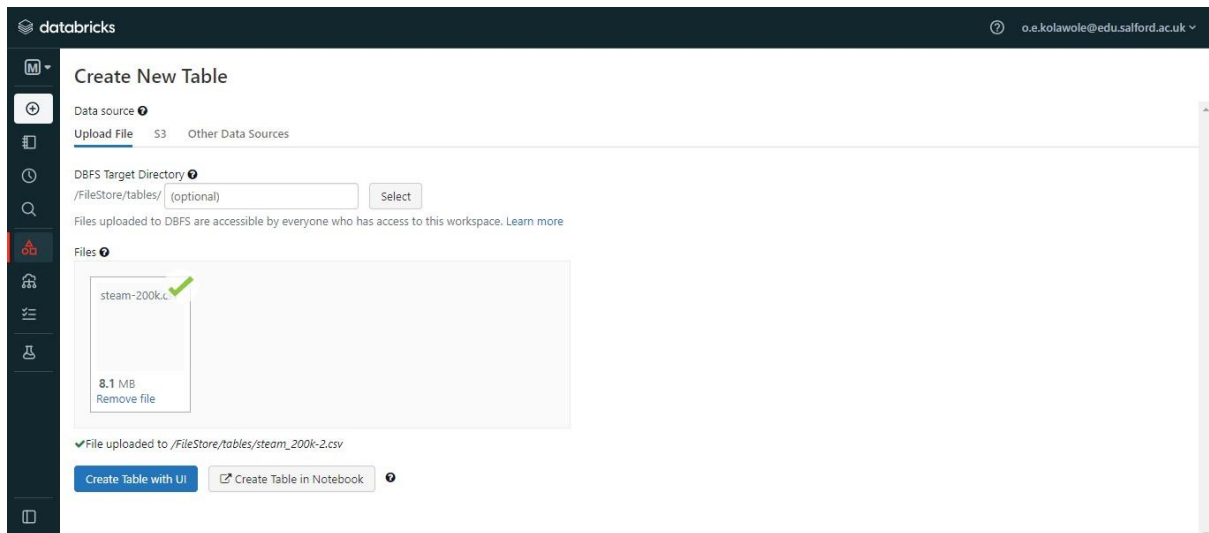 databricks
o.e.kolawole@edu.salford.ac.uk
M
Create New Table
Data source
Upload File S3 Other Data Sources
DBFS Target Directory
/FileStore/tables/ (optional) Select
Files uploaded to DBFS are accessible by everyone who has access to this workspace. Learn more
Files
steam-200k.c
8.1 MB
Remove file
File uploaded to /FileStore/tables/steam_200k-2.csv
Create Table with UI Create Table in Notebook